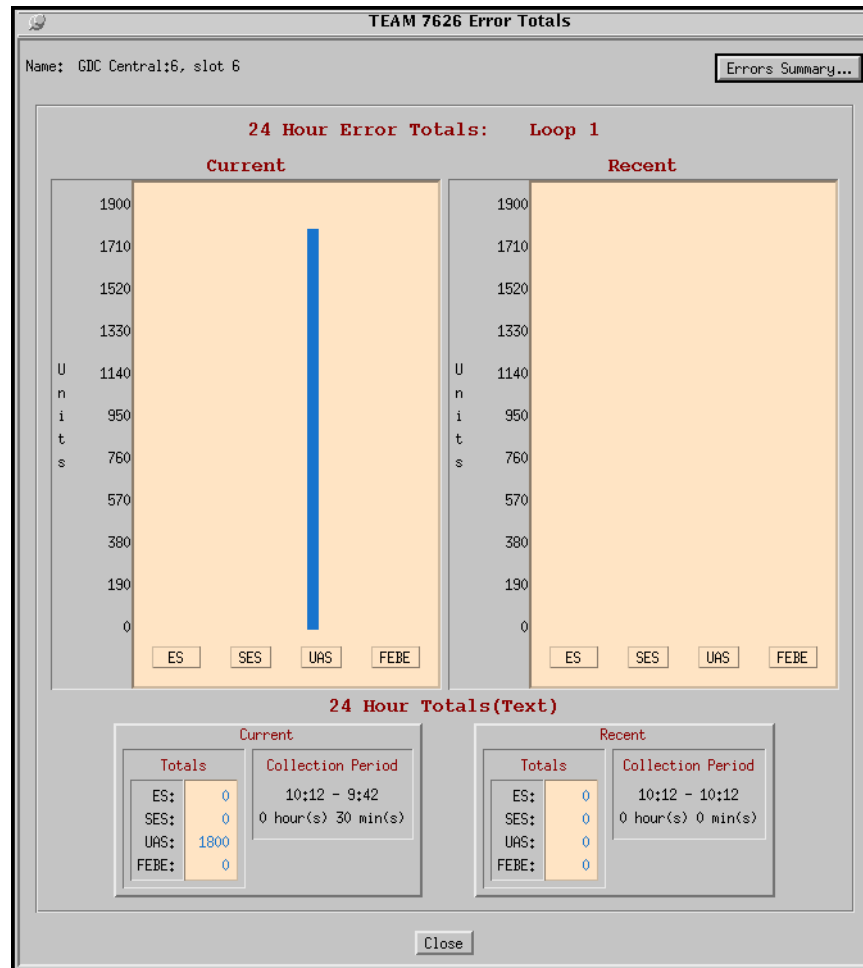 TEAM 7626 Error Totals
Name: GDC Central:6, slot 6
Errors Summary...
24 Hour Error Totals: Loop 1
Current
1900
1710
1520
1330
1140
950
760
570
380
190
0
Units
ES SES UAS FEBE
Recent
1900
1710
1520
1330
1140
950
760
570
380
190
0
Units
ES SES UAS FEBE
24 Hour Totals(Text)
Current
Totals
ES: 0
SES: 0
UAS: 1800
FEBE: 0
Collection Period
10:12 - 9:42
0 hour(s) 30 min(s)
Recent
Totals
ES: 0
SES: 0
UAS: 0
FEBE: 0
Collection Period
10:12 - 10:12
0 hour(s) 0 min(s)
Close